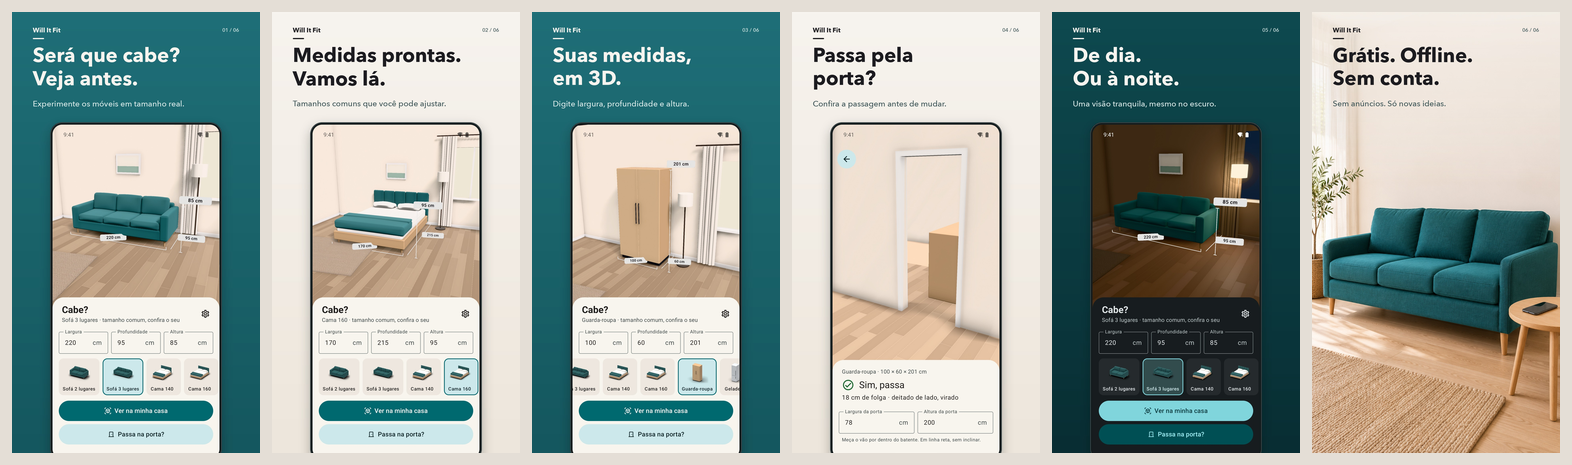 Will It Fit
01 / 06
Será que cabe?
Veja antes.
Experimente os móveis em tamanho real.
9:41
85 cm
220 cm
95 cm
Cabe?
Sofá 3 lugares · tamanho comum, confira o seu
Largura
Profundidade
Altura
220 cm
95 cm
85 cm
Sofá 2 lugares
Sofá 3 lugares
Cama 140
Cama 160
Ver na minha casa
Passa na porta?
Will It Fit
02 / 06
Medidas prontas.
Vamos lá.
Tamanhos comuns que você pode ajustar.
9:41
95 cm
215 cm
170 cm
Cabe?
Cama 160 · tamanho comum, confira o seu
Largura
Profundidade
Altura
170 cm
215 cm
95 cm
Sofá 2 lugares
Sofá 3 lugares
Cama 140
Cama 160
Ver na minha casa
Passa na porta?
Will It Fit
03 / 06
Suas medidas,
em 3D.
Digite largura, profundidade e altura.
9:41
201 cm
100 cm
60 cm
Cabe?
Guarda-roupa · tamanho comum, confira o seu
Largura
Profundidade
Altura
100 cm
60 cm
201 cm
3 lugares
Cama 140
Cama 160
Guarda-roupa
Gelade
Ver na minha casa
Passa na porta?
Will It Fit
04 / 06
Passa pela
porta?
Confira a passagem antes de mudar.
9:41
Guarda-roupa · 100 × 60 × 201 cm
Sim, passa
18 cm de folga · deitado de lado, virado
Largura da porta
Altura da porta
78 cm
200 cm
Meça o vão por dentro do batente. Em linha reta, sem inclinar.
Will It Fit
05 / 06
De dia.
Ou à noite.
Uma visão tranquila, mesmo no escuro.
9:41
85 cm
220 cm
95 cm
Cabe?
Sofá 3 lugares · tamanho comum, confira o seu
Largura
Profundidade
Altura
220 cm
95 cm
85 cm
Sofá 2 lugares
Sofá 3 lugares
Cama 140
Cama 160
Ver na minha casa
Passa na porta?
Will It Fit
06 / 06
Grátis. Offline.
Sem conta.
Sem anúncios. Só novas ideias.